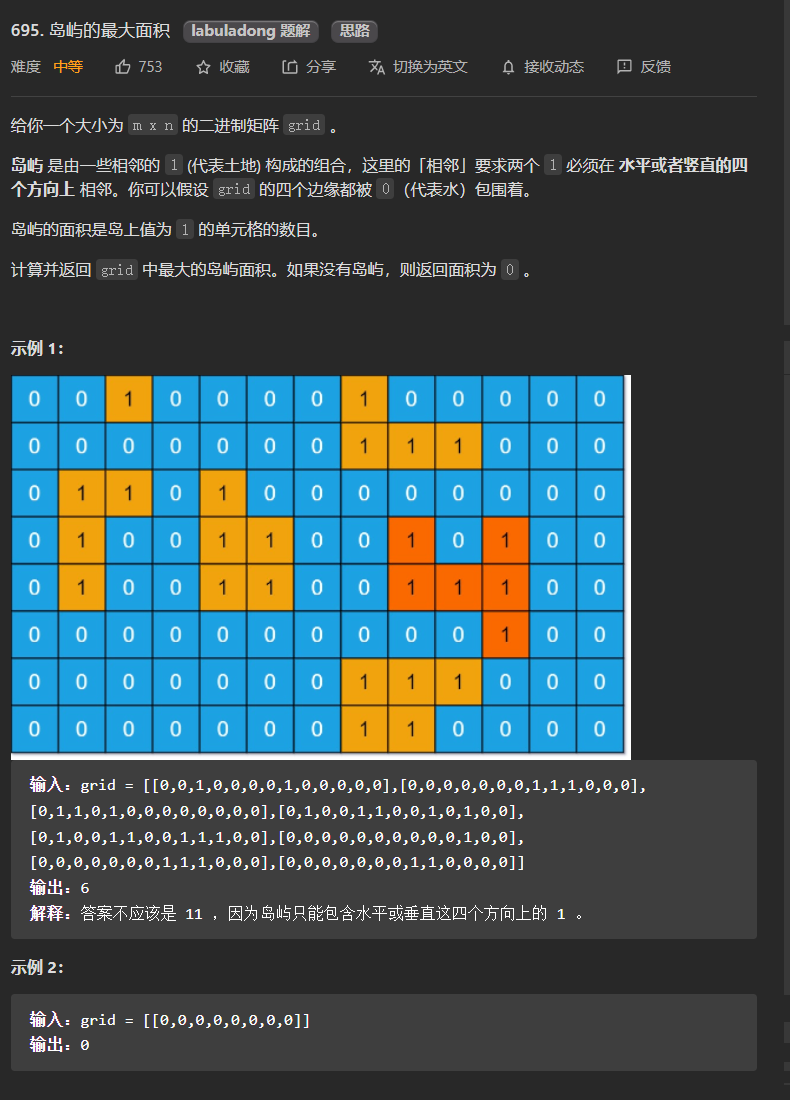 695. 岛屿的最大面积 labuladong 题解 思路
难度 中等 753 收藏 分享 切换为英文 接收动态 反馈
给你一个大小为 m x n 的二进制矩阵 grid 。
岛屿 是由一些相邻的 1 (代表土地) 构成的组合，这里的「相邻」要求两个 1 必须在 水平或者竖直的四
个方向上 相邻。你可以假设 grid 的四个边缘都被 0（代表水）包围着。
岛屿的面积是岛上值为 1 的单元格的数目。
计算并返回 grid 中最大的岛屿面积。如果没有岛屿，则返回面积为 0 。
示例 1:
0 0 1 0 0 0 0 1 0 0 0 0 0
0 0 0 0 0 0 0 1 1 1 0 0 0
0 1 1 0 1 0 0 0 0 0 0 0 0
0 1 0 0 1 1 0 0 1 0 1 0 0
0 1 0 0 1 1 0 0 1 1 1 0 0
0 0 0 0 0 0 0 0 0 0 1 0 0
0 0 0 0 0 0 0 1 1 1 0 0 0
0 0 0 0 0 0 0 1 1 0 0 0 0
输入：grid = [[0,0,1,0,0,0,0,1,0,0,0,0,0],[0,0,0,0,0,0,0,1,1,1,0,0,0],
[0,1,1,0,1,0,0,0,0,0,0,0,0],[0,1,0,0,1,1,0,0,1,0,1,0,0],
[0,1,0,0,1,1,0,0,1,1,1,0,0],[0,0,0,0,0,0,0,0,0,0,1,0,0],
[0,0,0,0,0,0,0,1,1,1,0,0,0],[0,0,0,0,0,0,0,1,1,0,0,0,0]]
输出：6
解释：答案不应该是 11 ，因为岛屿只能包含水平或垂直这四个方向上的 1 。
示例 2:
输入：grid = [[0,0,0,0,0,0,0,0]]
输出：0